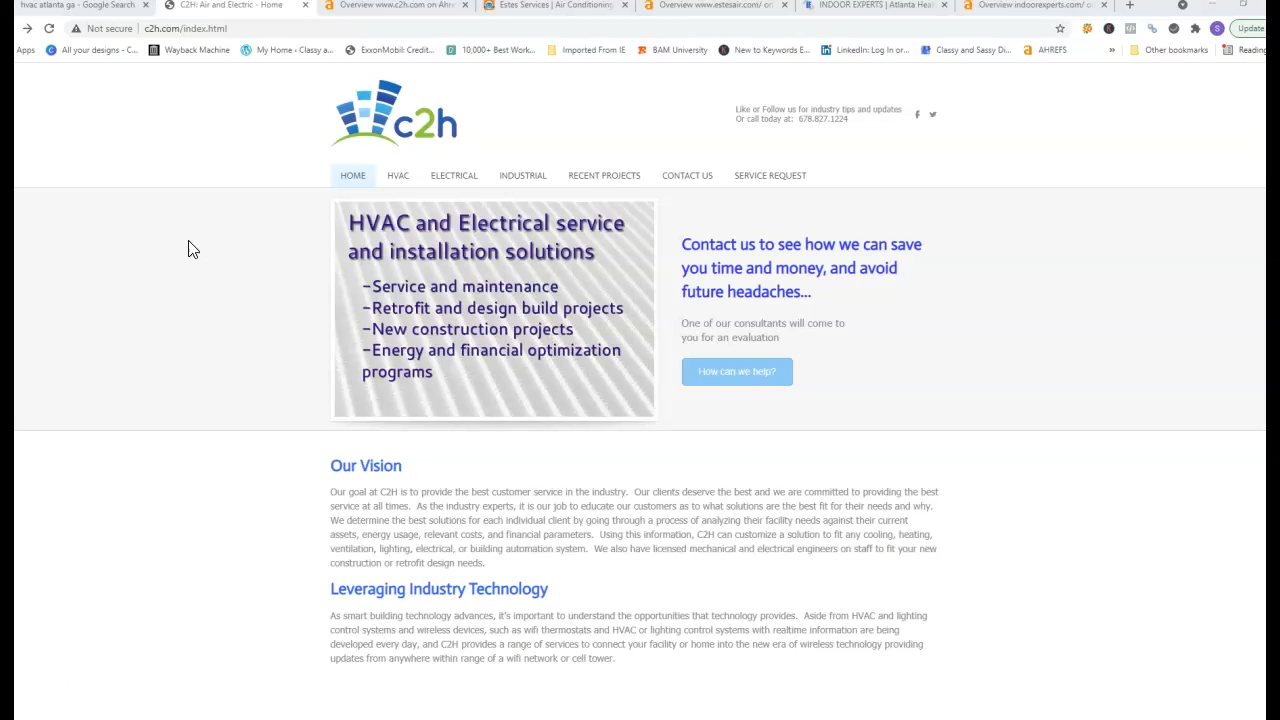 hvac atlanta ga - Google Search
C2H: Air and Electric - Home
Overview www.c2h.com on Ahr
Estes Services | Air Conditioning
Overview www.estesair.com/ on
INDOOR EXPERTS | Atlanta Hea
Overview indoorexperts.com/ o
Not secure
c2h.com/index.html
S
Update
Apps
All your designs - C...
Wayback Machine
My Home ‹ Classy a...
ExxonMobil Credit...
10,000+ Best Work...
Imported From IE
BAM University
New to Keywords E...
LinkedIn: Log In or...
Classy and Sassy Di...
AHREFS
»
Other bookmarks
Reading
c2h
Like or Follow us for industry tips and updates
Or call today at: 678.827.1224
HOME
HVAC
ELECTRICAL
INDUSTRIAL
RECENT PROJECTS
CONTACT US
SERVICE REQUEST
HVAC and Electrical service
and installation solutions
-Service and maintenance
-Retrofit and design build projects
-New construction projects
-Energy and financial optimization
programs
Contact us to see how we can save
you time and money, and avoid
future headaches...
One of our consultants will come to
you for an evaluation
How can we help?
Our Vision
Our goal at C2H is to provide the best customer service in the industry. Our clients deserve the best and we are committed to providing the best
service at all times. As the industry experts, it is our job to educate our customers as to what solutions are the best fit for their needs and why.
We determine the best solutions for each individual client by going through a process of analyzing their facility needs against their current
assets, energy usage, relevant costs, and financial parameters. Using this information, C2H can customize a solution to fit any cooling, heating,
ventilation, lighting, electrical, or building automation system. We also have licensed mechanical and electrical engineers on staff to fit your new
construction or retrofit design needs.
Leveraging Industry Technology
As smart building technology advances, it's important to understand the opportunities that technology provides. Aside from HVAC and lighting
control systems and wireless devices, such as wifi thermostats and HVAC or lighting control systems with realtime information are being
developed every day, and C2H provides a range of services to connect your facility or home into the new era of wireless technology providing
updates from anywhere within range of a wifi network or cell tower.